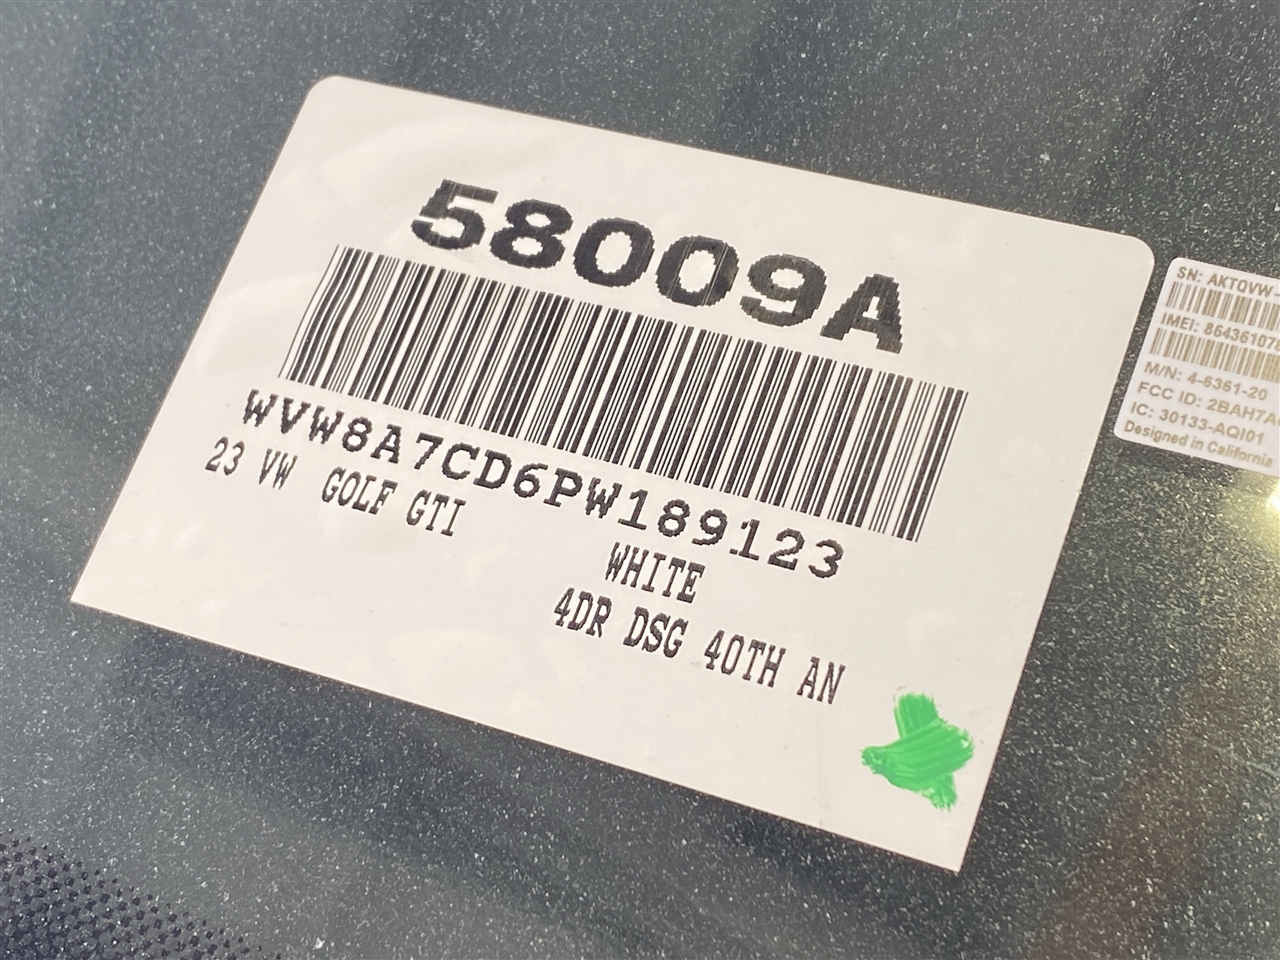 58009A
WVW8A7CD6PW189123
23 VW GOLF GTI
WHITE
4DR DSG 40TH AN
SN: AKTQVW
IMEI: 86436107
M/N: 4-6361-20
FCC ID: 2BAH7A
IC: 30133-AQI01
Designed in California